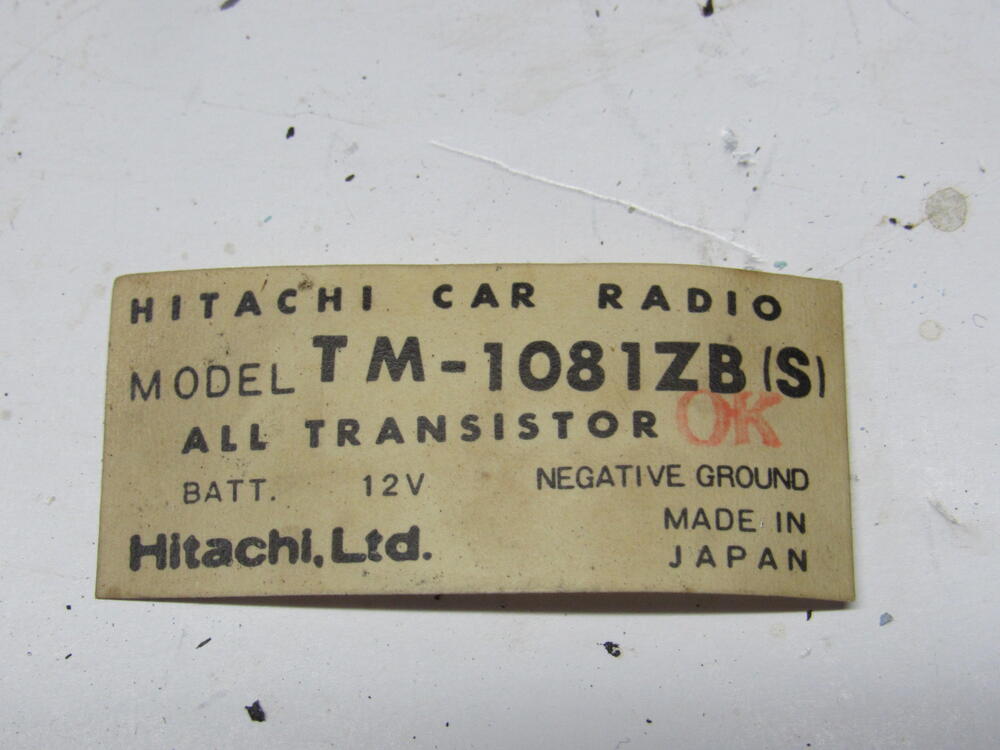 HITACHI CAR RADIO
MODEL TM-1081ZB(S)
ALL TRANSISTOR OK
BATT. 12V NEGATIVE GROUND
Hitachi, Ltd. MADE IN
JAPAN